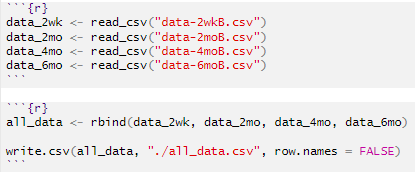 ```{r}
data_2wk <- read_csv("data-2wkB.csv")
data_2mo <- read_csv("data-2moB.csv")
data_4mo <- read_csv("data-4moB.csv")
data_6mo <- read_csv("data-6moB.csv")
```
```{r}
all_data <- rbind(data_2wk, data_2mo, data_4mo, data_6mo)
write.csv(all_data, "./all_data.csv", row.names = FALSE)
```